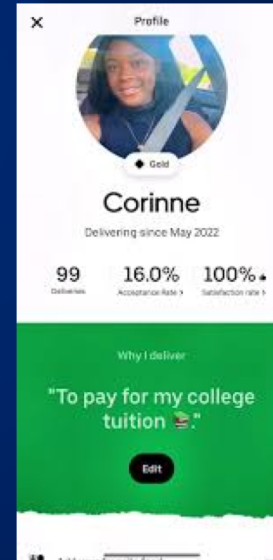 Profile
Gold
Corinne
Delivering since May 2022
99 16.0% 100%
Deliveries Acceptance Rate Satisfaction rate
Why I deliver
"To pay for my college
tuition 📚."
Edit